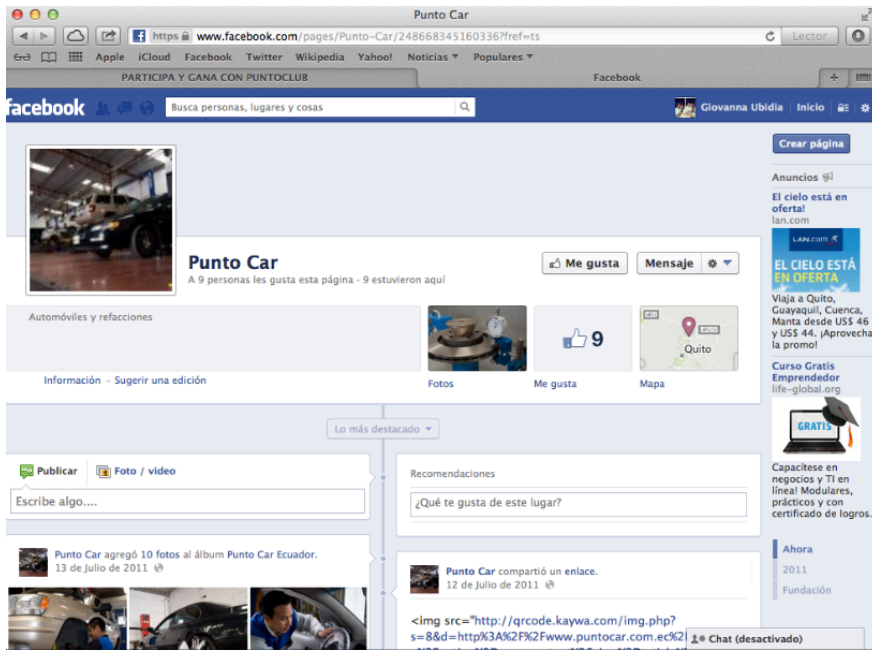 Punto Car
https www.facebook.com/pages/Punto-Car/248668345160336?fref=ts
Lector
Apple iCloud Facebook Twitter Wikipedia Yahoo! Noticias Populares
PARTICIPA Y GANA CON PUNTOCLUB
Facebook
facebook
Busca personas, lugares y cosas
Giovanna Ubidia Inicio
Crear página
Anuncios
El cielo está en
oferta!
lan.com
LAN.com
EL CIELO ESTÁ
EN OFERTA
Viaja a Quito,
Guayaquil, Cuenca,
Manta desde US$ 46
y US$ 44. ¡Aprovecha
la promo!
Curso Gratis
Emprendedor
life-global.org
GRATIS
Capacítese en
negocios y TI en
línea! Modulares,
prácticos y con
certificado de logros.
Ahora
2011
Fundación
Punto Car
A 9 personas les gusta esta página · 9 estuvieron aquí
Me gusta
Mensaje
Automóviles y refacciones
Información - Sugerir una edición
Fotos
9
Me gusta
Quito
Mapa
Lo más destacado
Publicar
Foto / video
Escribe algo....
Punto Car agregó 10 fotos al álbum Punto Car Ecuador.
13 de Julio de 2011
Recomendaciones
¿Qué te gusta de este lugar?
Punto Car compartió un enlace.
12 de Julio de 2011
<img src="http://qrcode.kaywa.com/img.php?
s=8&d=http%3A%2F%2Fwww.puntocar.com.ec%2
Chat (desactivado)